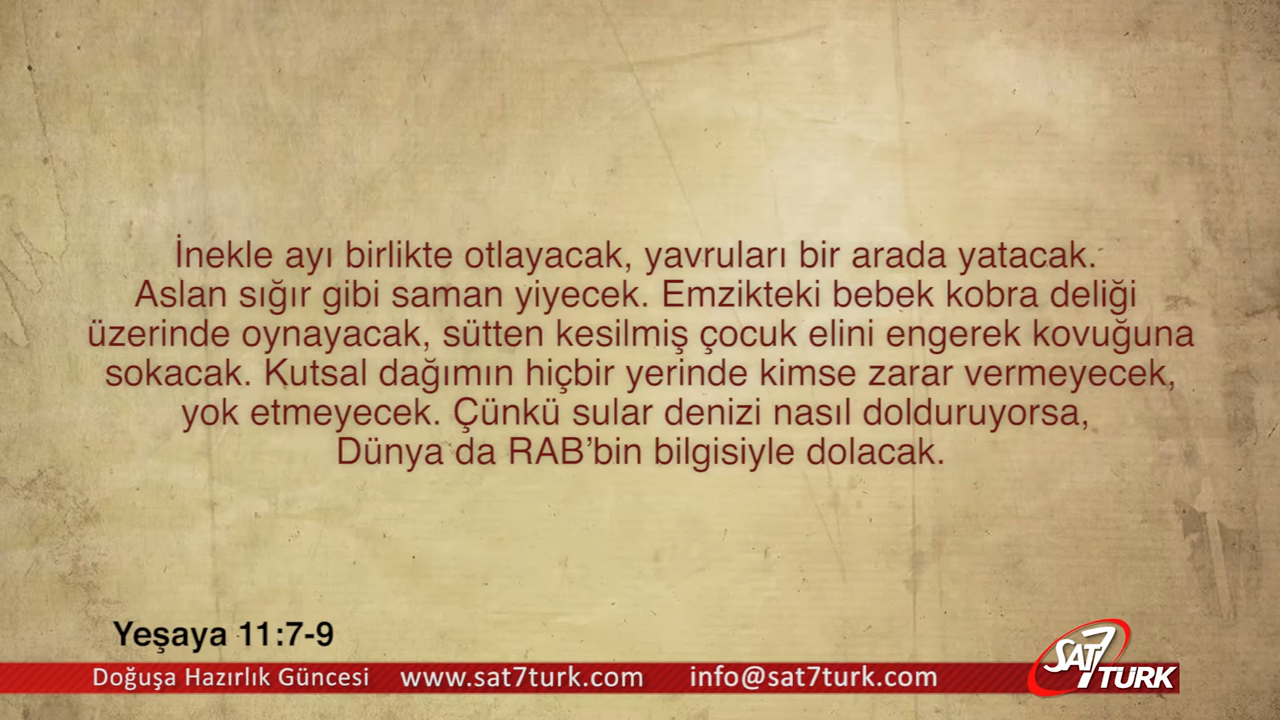 İnekle ayı birlikte otlayacak, yavruları bir arada yatacak.
Aslan sığır gibi saman yiyecek. Emzikteki bebek kobra deliği
üzerinde oynayacak, sütten kesilmiş çocuk elini engerek kovuğuna
sokacak. Kutsal dağımın hiçbir yerinde kimse zarar vermeyecek,
yok etmeyecek. Çünkü sular denizi nasıl dolduruyorsa,
Dünya da RAB’bin bilgisiyle dolacak.
Yeşaya 11:7-9
Doğuşa Hazırlık Güncesi www.sat7turk.com info@sat7turk.com
SAT7 TURK